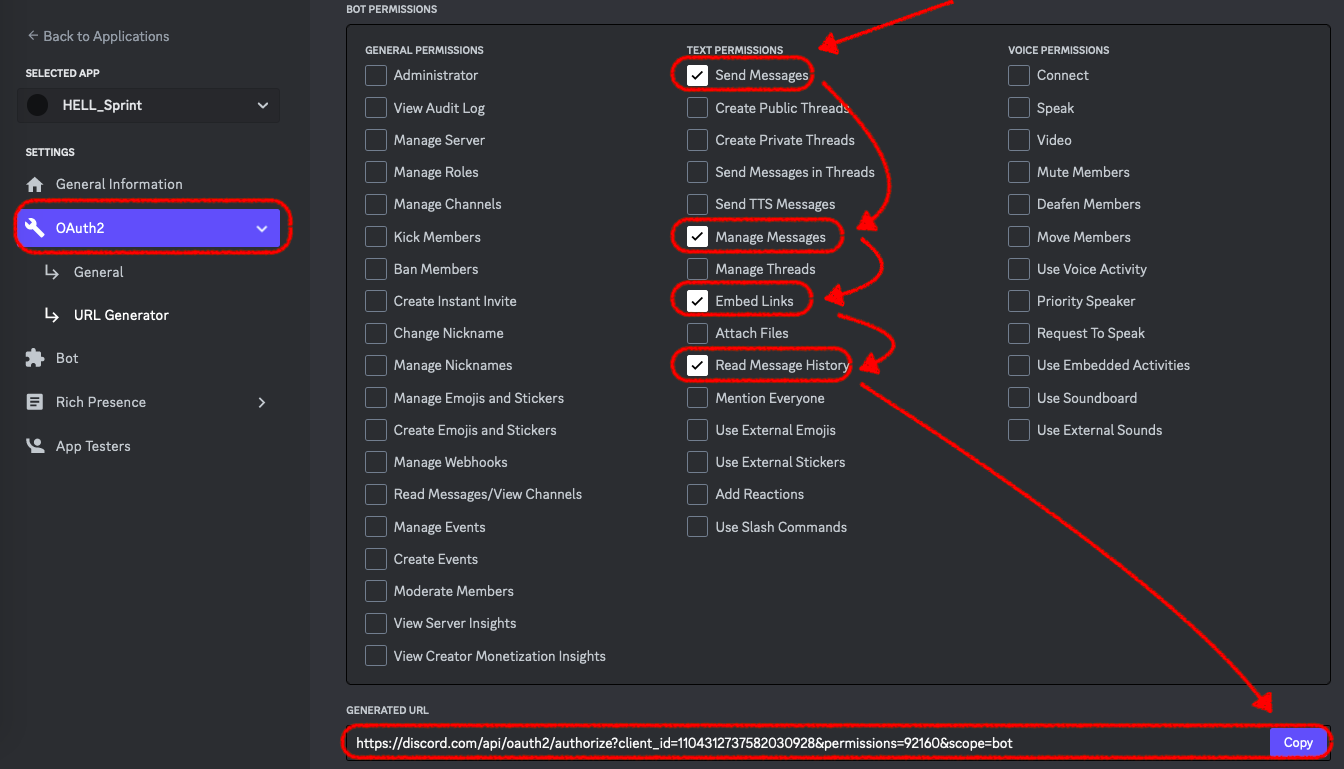 ← Back to Applications
SELECTED APP
HELL_Sprint
SETTINGS
General Information
OAuth2
General
URL Generator
Bot
Rich Presence
App Testers
BOT PERMISSIONS
GENERAL PERMISSIONS
Administrator
View Audit Log
Manage Server
Manage Roles
Manage Channels
Kick Members
Ban Members
Create Instant Invite
Change Nickname
Manage Nicknames
Manage Emojis and Stickers
Create Emojis and Stickers
Manage Webhooks
Read Messages/View Channels
Manage Events
Create Events
Moderate Members
View Server Insights
View Creator Monetization Insights
TEXT PERMISSIONS
Send Messages
Create Public Threads
Create Private Threads
Send Messages in Threads
Send TTS Messages
Manage Messages
Manage Threads
Embed Links
Attach Files
Read Message History
Mention Everyone
Use External Emojis
Use External Stickers
Add Reactions
Use Slash Commands
VOICE PERMISSIONS
Connect
Speak
Video
Mute Members
Deafen Members
Move Members
Use Voice Activity
Priority Speaker
Request To Speak
Use Embedded Activities
Use Soundboard
Use External Sounds
GENERATED URL
https://discord.com/api/oauth2/authorize?client_id=1104312737582030928&permissions=92160&scope=bot
Copy